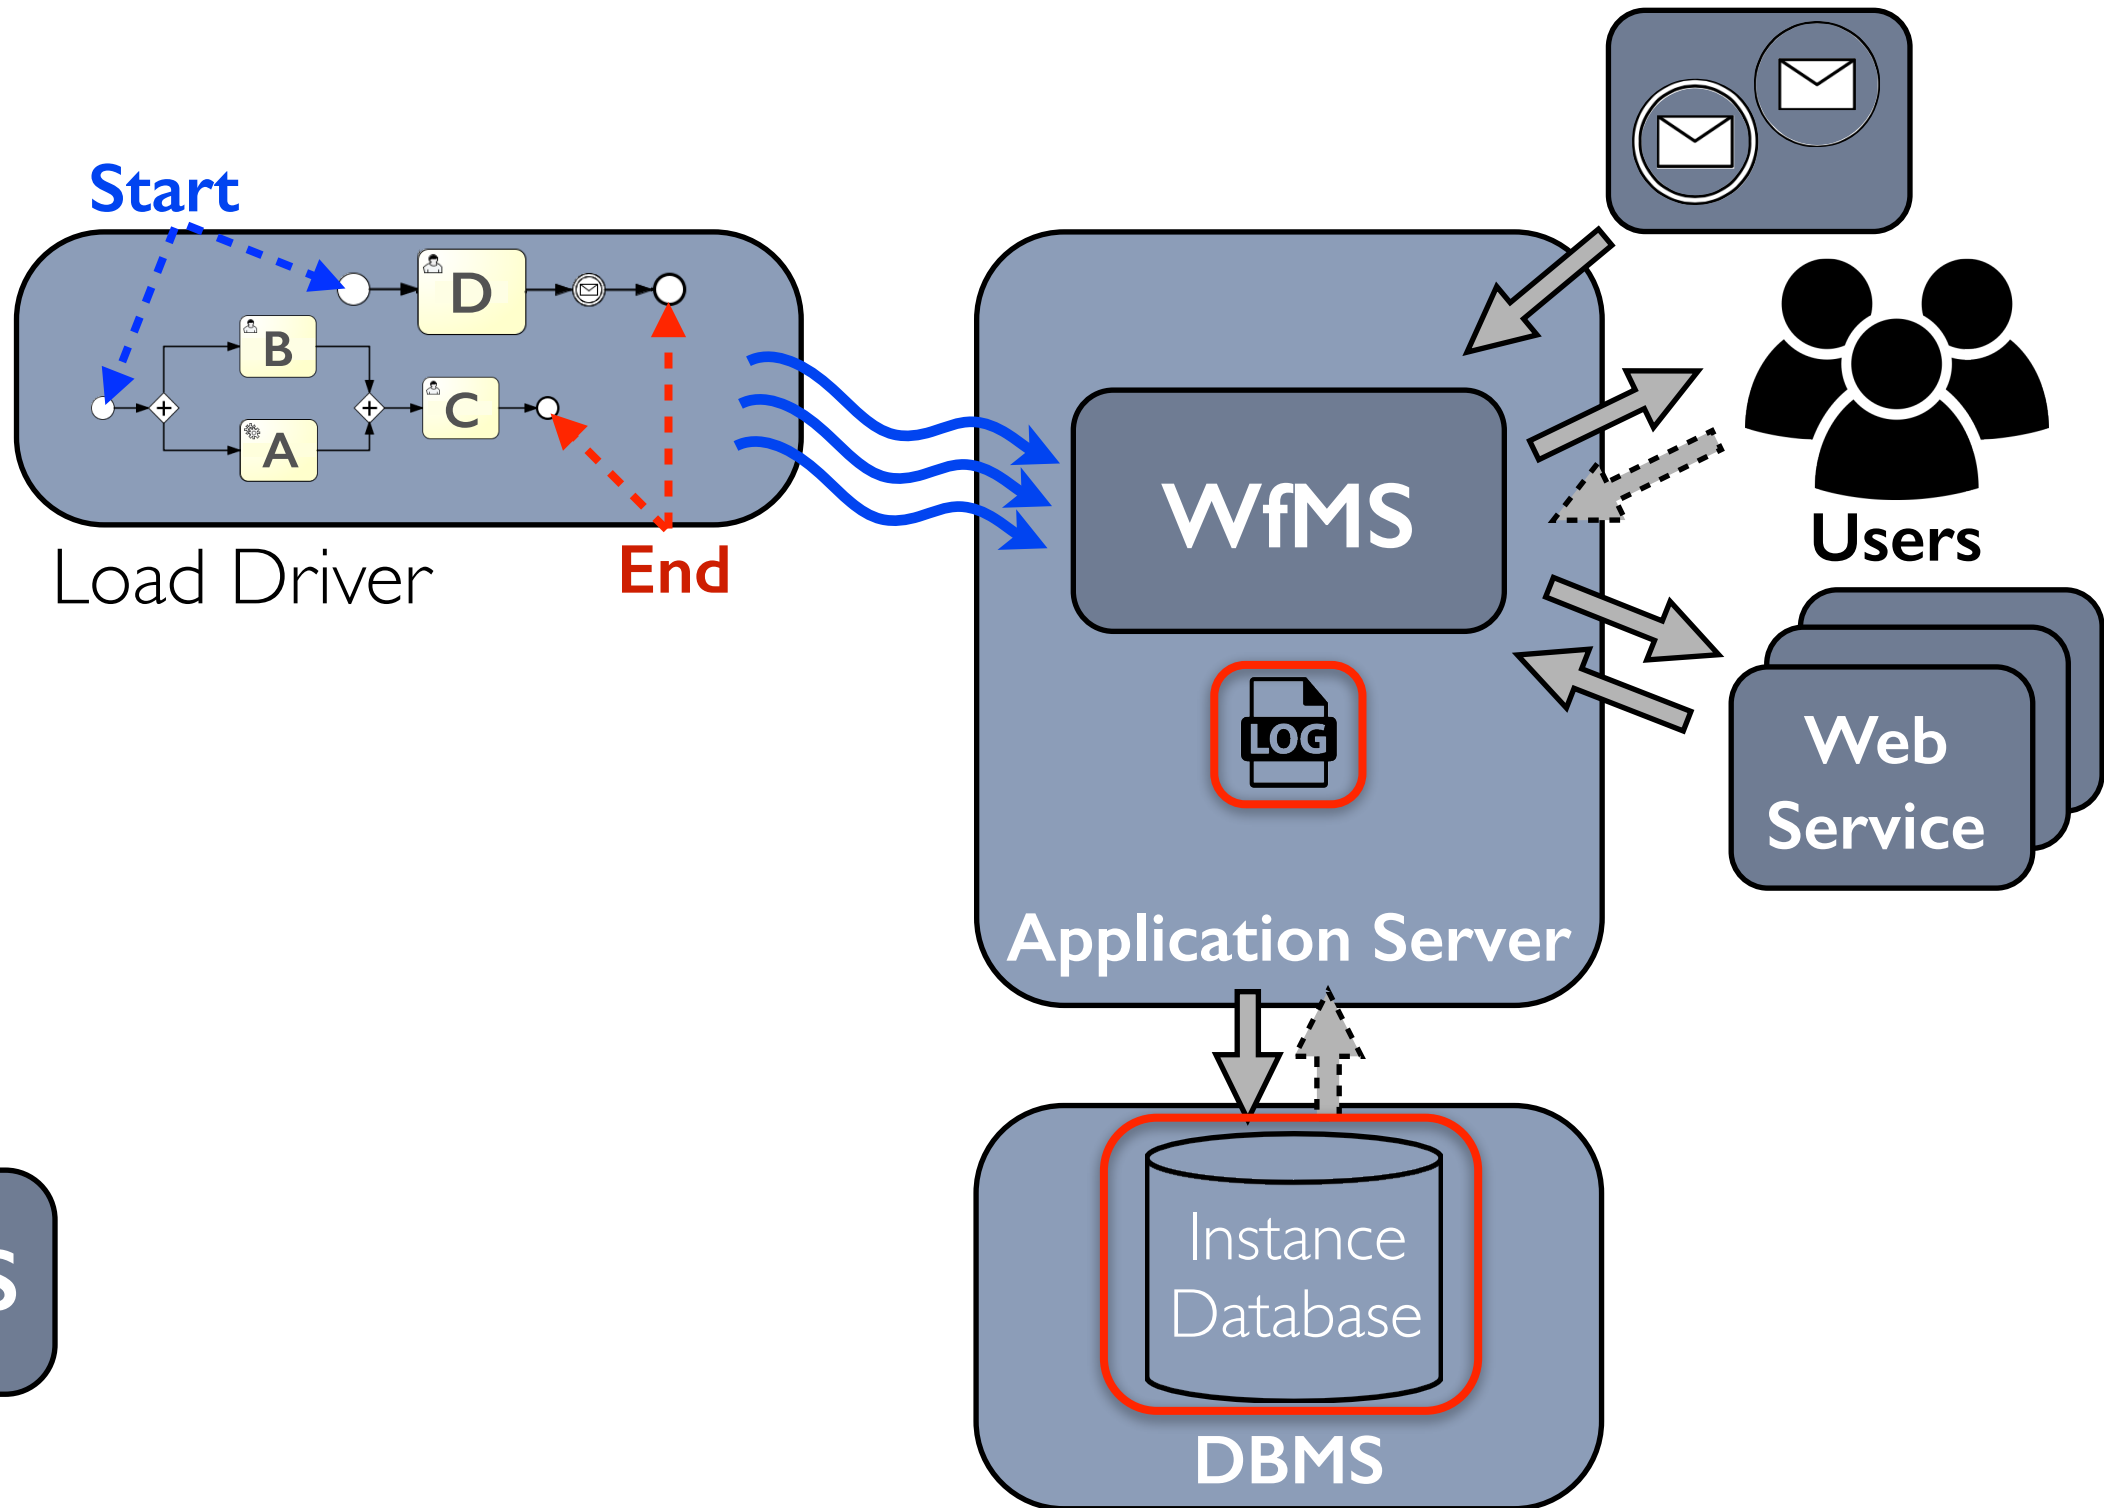 Start
D
B
A
C
Load Driver
End
WfMS
LOG
Application Server
Users
Web
Service
Instance
Database
DBMS
S